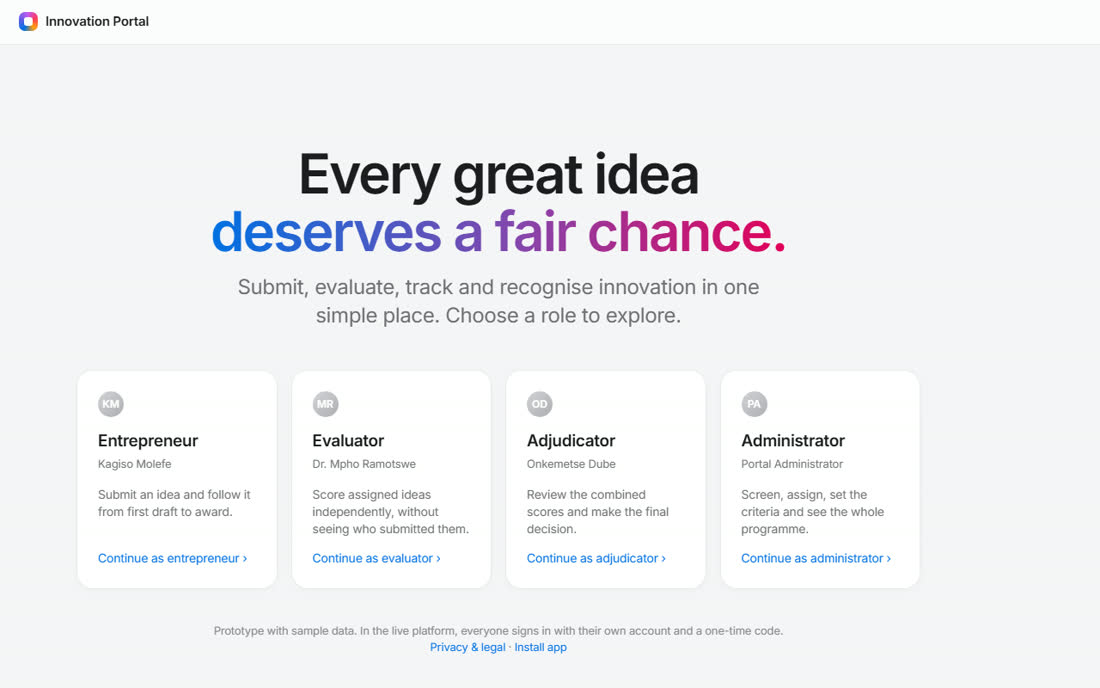 Innovation Portal
Every great idea
deserves a fair chance.
Submit, evaluate, track and recognise innovation in one
simple place. Choose a role to explore.
KM
Entrepreneur
Kagiso Molefe
Submit an idea and follow it
from first draft to award.
Continue as entrepreneur ›
MR
Evaluator
Dr. Mpho Ramotswe
Score assigned ideas
independently, without
seeing who submitted them.
Continue as evaluator ›
OD
Adjudicator
Onkemetse Dube
Review the combined
scores and make the final
decision.
Continue as adjudicator ›
PA
Administrator
Portal Administrator
Screen, assign, set the
criteria and see the whole
programme.
Continue as administrator ›
Prototype with sample data. In the live platform, everyone signs in with their own account and a one-time code.
Privacy & legal · Install app